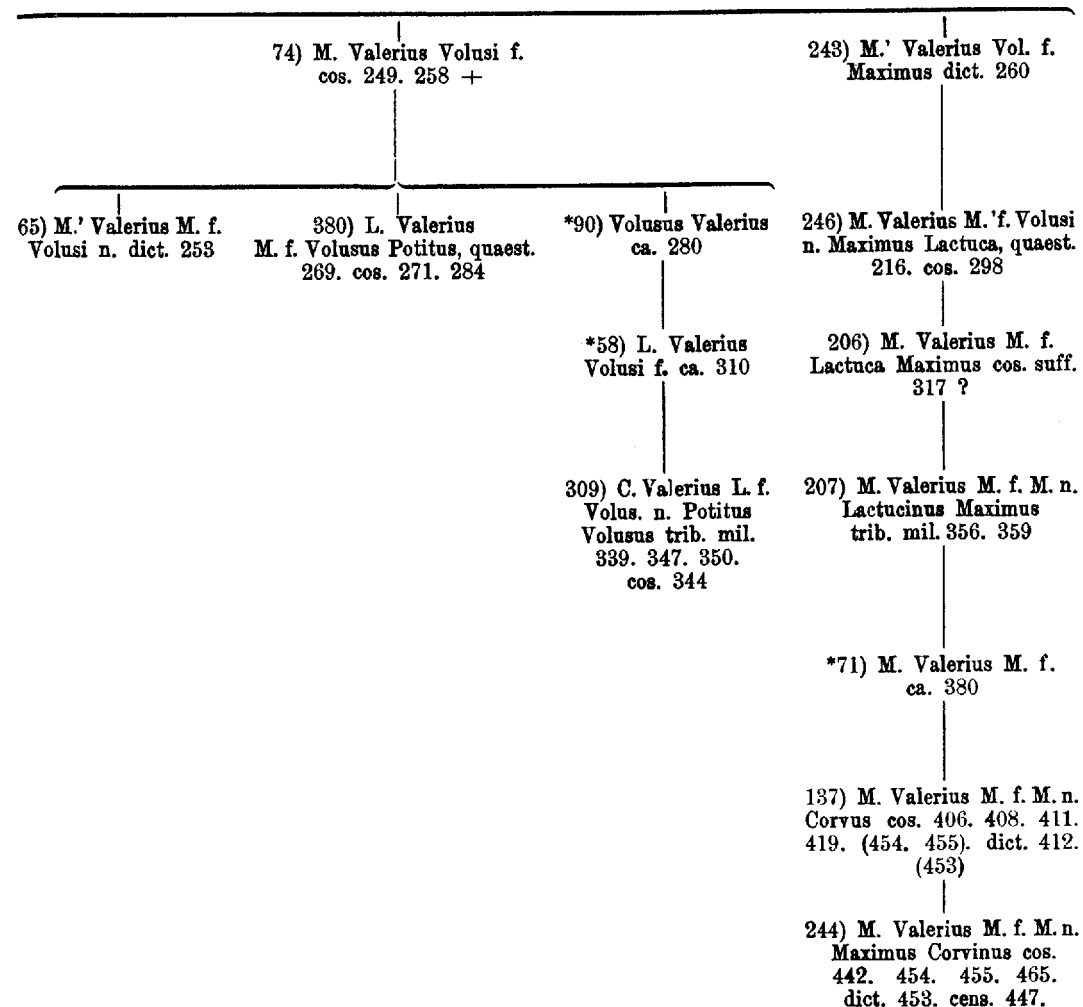 74) M. Valerius Volusi f.
cos. 249. 258 +
243) M.' Valerius Vol. f.
Maximus dict. 260
65) M.' Valerius M. f.
Volusi n. dict. 253
380) L. Valerius
M. f. Volusus Potitus, quaest.
269. cos. 271. 284
*90) Volusus Valerius
ca. 280
246) M. Valerius M.'f. Volusi
n. Maximus Lactuca, quaest.
216. cos. 298
*58) L. Valerius
Volusi f. ca. 310
206) M. Valerius M. f.
Lactuca Maximus cos. suff.
317 ?
309) C. Valerius L. f.
Volus. n. Potitus
Volusus trib. mil.
339. 347. 350.
cos. 344
207) M. Valerius M. f. M. n.
Lactucinus Maximus
trib. mil. 356. 359
*71) M. Valerius M. f.
ca. 380
137) M. Valerius M. f. M. n.
Corvus cos. 406. 408. 411.
419. (454. 455). dict. 412.
(453)
244) M. Valerius M. f. M. n.
Maximus Corvinus cos.
442. 454. 455. 465.
dict. 453. cens. 447.